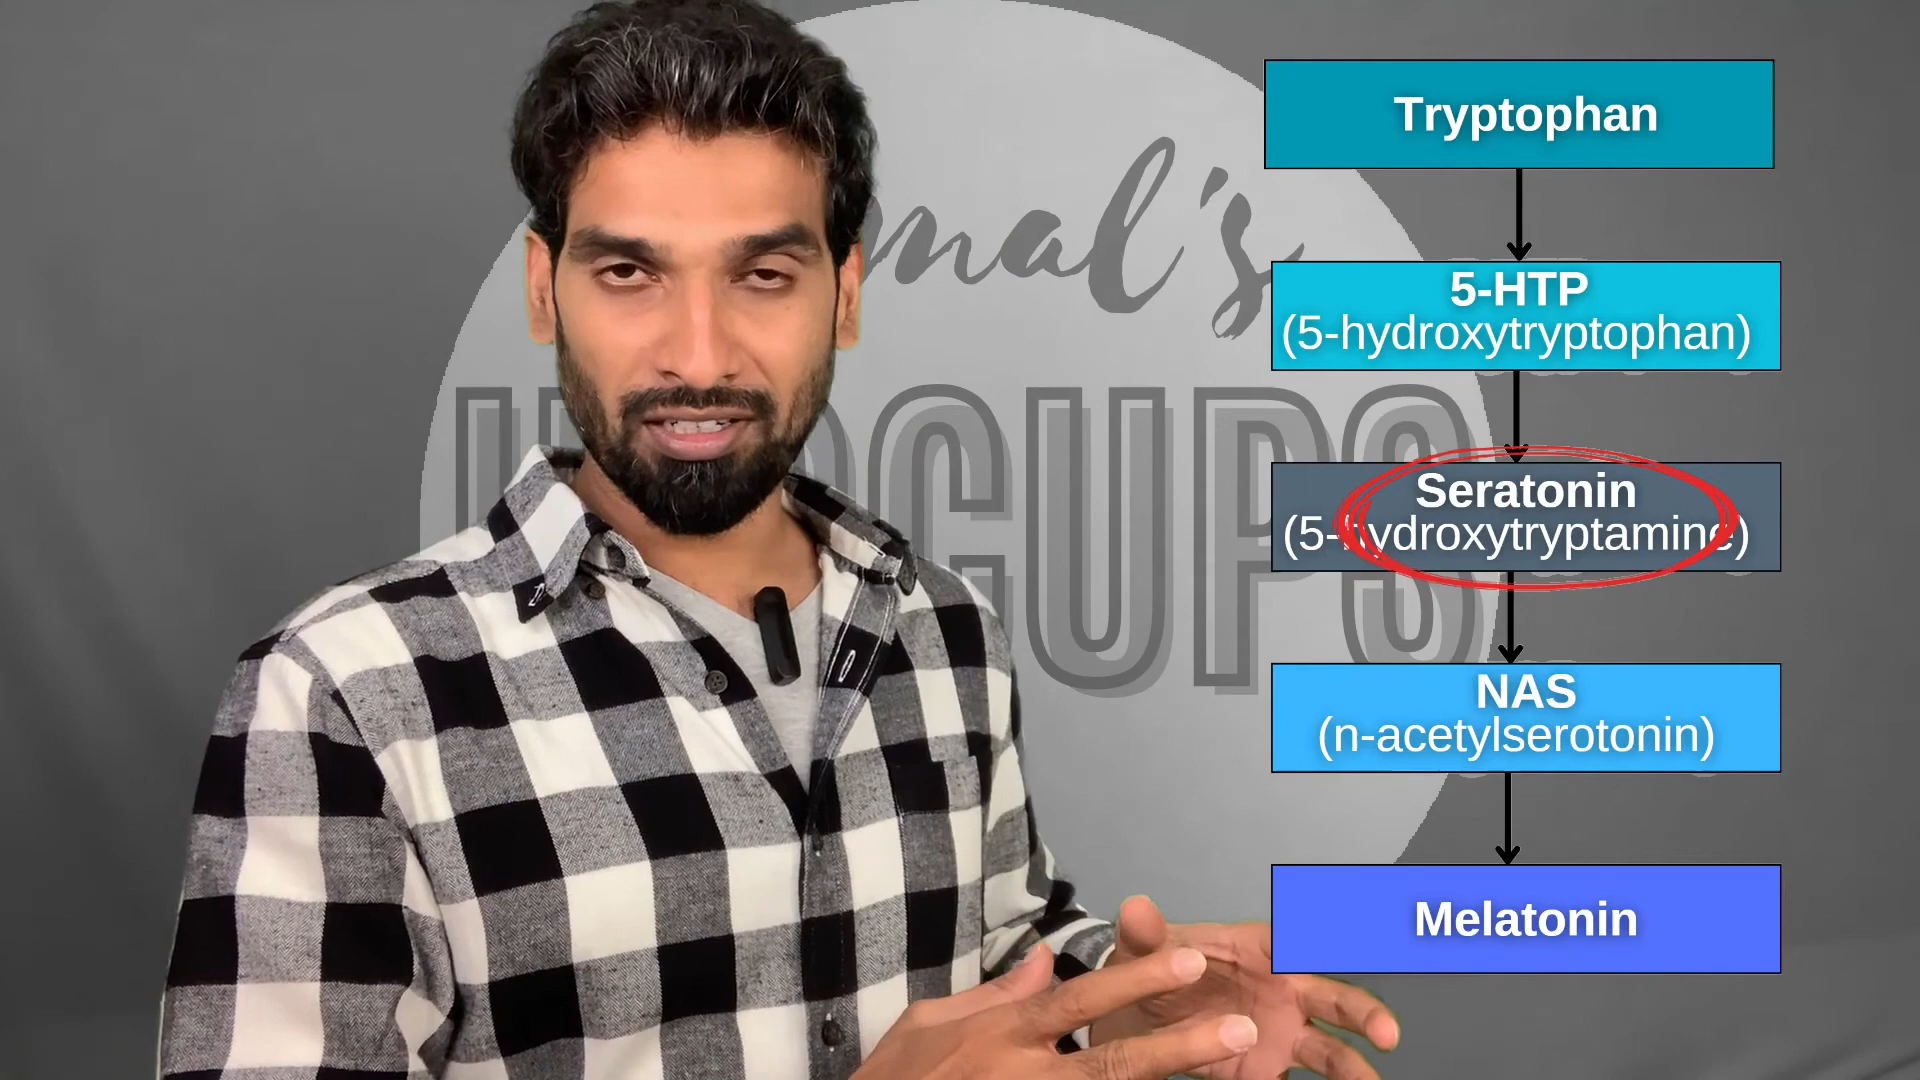 Tryptophan
5-HTP
(5-hydroxytryptophan)
Seratonin
(5-hydroxytryptamine)
NAS
(n-acetylserotonin)
Melatonin